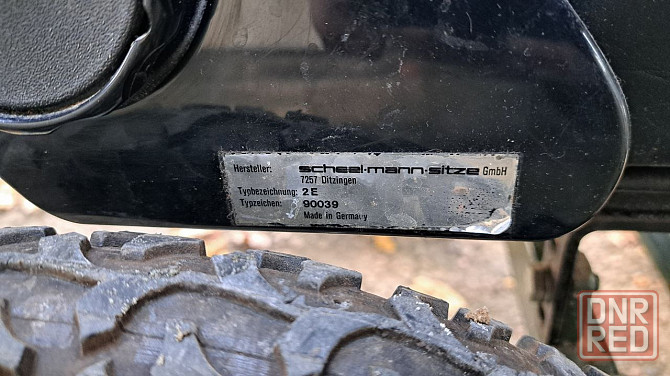 Hersteller: scheel·mann·sitze GmbH
7257 Ditzingen
Typbezeichnung: 2 E
Typzeichen: 90039
Made in Germany
DNR
RED